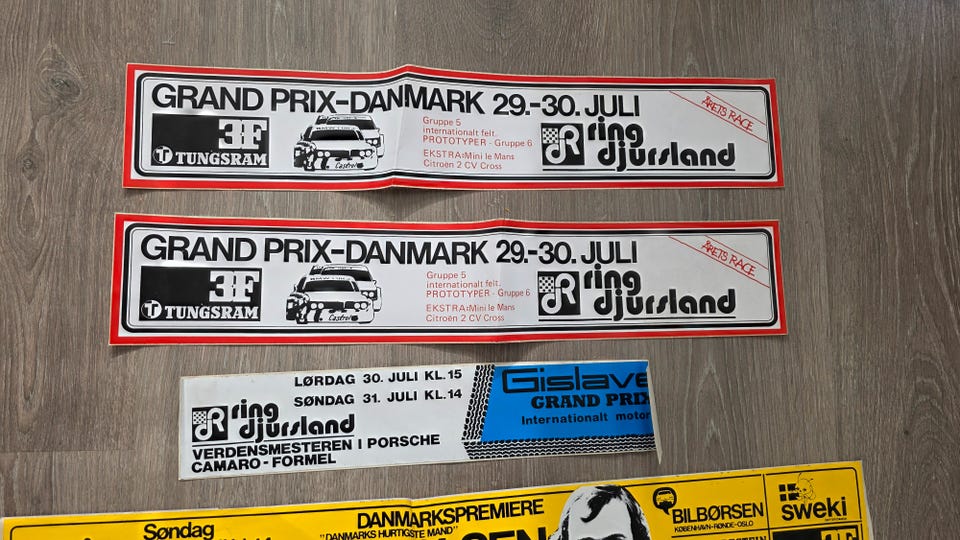 GRAND PRIX-DANMARK 29.-30. JULI
ÅRETS RACE
3F
TUNGSRAM
Castrol
Gruppe 5
internationalt felt.
PROTOTYPER - Gruppe 6
EKSTRA:Mini le Mans
Citroën 2 CV Cross
ring
djursland
GRAND PRIX-DANMARK 29.-30. JULI
ÅRETS RACE
3F
TUNGSRAM
Castrol
Gruppe 5
internationalt felt.
PROTOTYPER - Gruppe 6
EKSTRA:Mini le Mans
Citroën 2 CV Cross
ring
djursland
LØRDAG 30. JULI KL.15
SØNDAG 31. JULI KL.14
ring
djursland
VERDENSMESTEREN I PORSCHE
CAMARO - FORMEL
Gislave
GRAND PRIX
Internationalt motor
Søndag
DANMARKSPREMIERE
"DANMARKS HURTIGSTE MAND"
BILBØRSEN
KØBENHAVN-RØNDE-OSLO
sweki